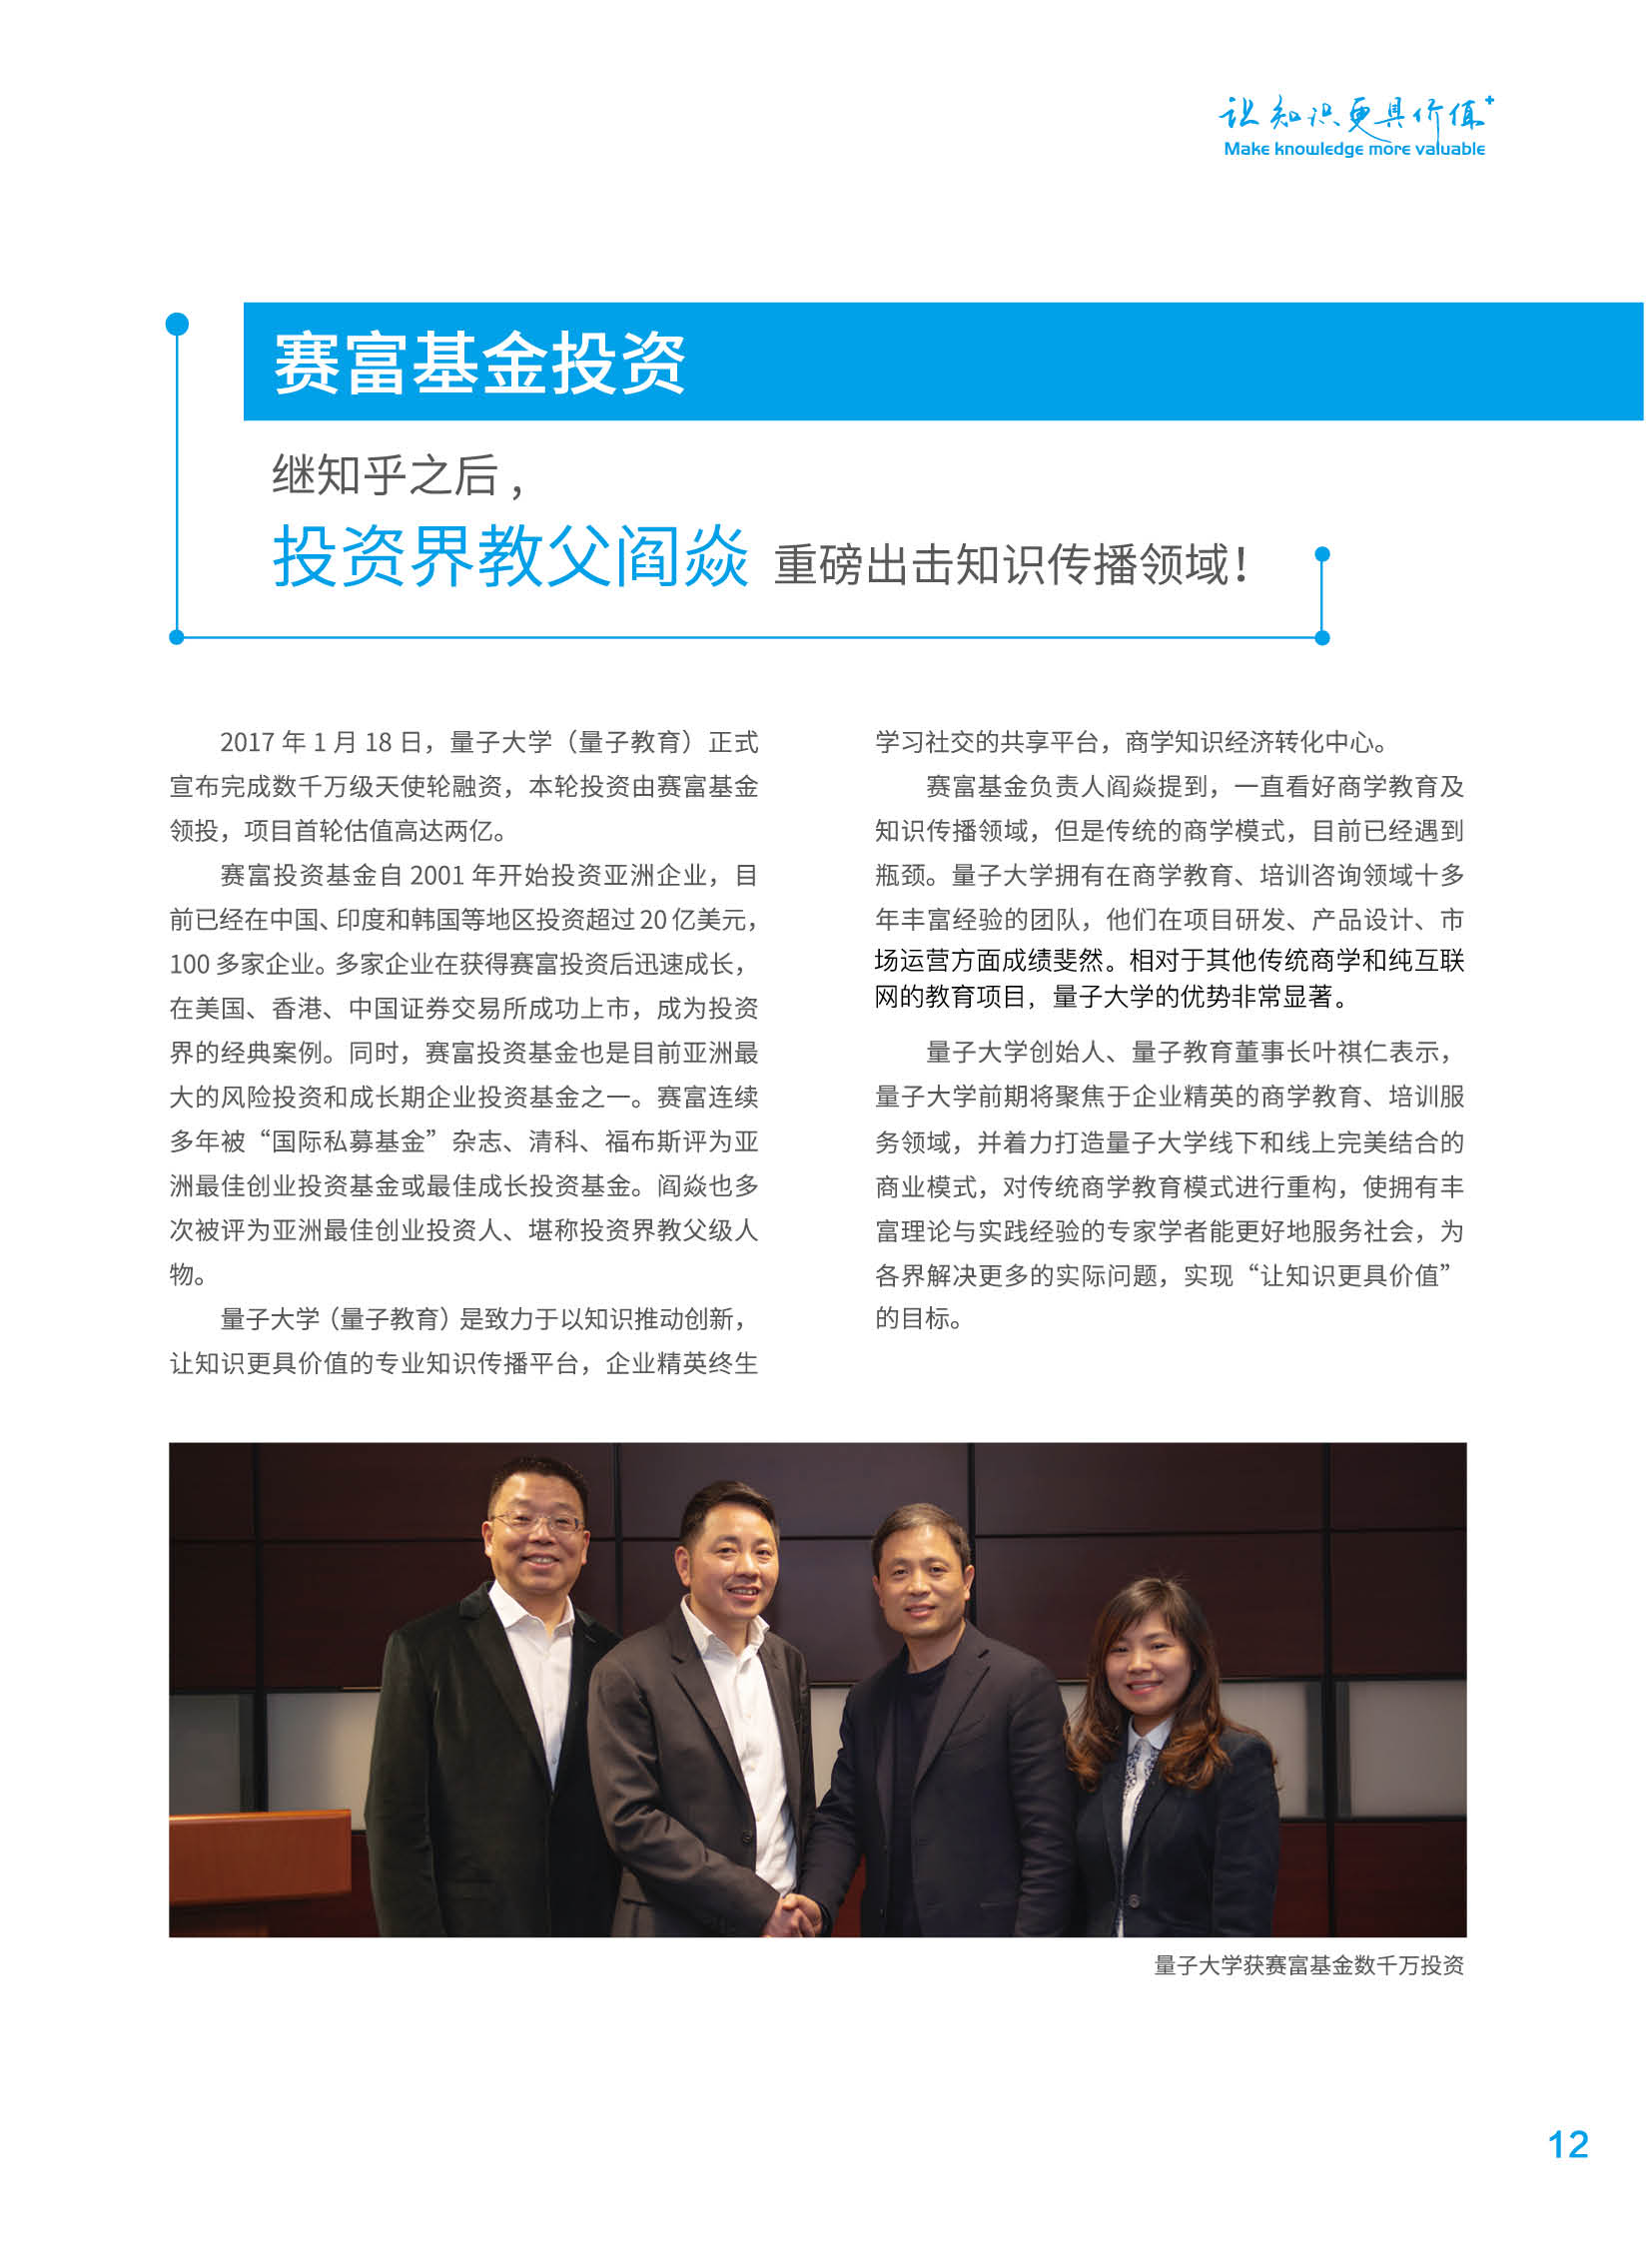 让知识更具价值+
Make knowledge more valuable
赛富基金投资
继知乎之后，
投资界教父阎焱 重磅出击知识传播领域！
2017 年 1 月 18 日，量子大学（量子教育）正式
宣布完成数千万级天使轮融资，本轮投资由赛富基金
领投，项目首轮估值高达两亿。
赛富投资基金自 2001 年开始投资亚洲企业，目
前已经在中国、印度和韩国等地区投资超过 20 亿美元，
100 多家企业。多家企业在获得赛富投资后迅速成长，
在美国、香港、中国证券交易所成功上市，成为投资
界的经典案例。同时，赛富投资基金也是目前亚洲最
大的风险投资和成长期企业投资基金之一。赛富连续
多年被“国际私募基金”杂志、清科、福布斯评为亚
洲最佳创业投资基金或最佳成长投资基金。阎焱也多
次被评为亚洲最佳创业投资人、堪称投资界教父级人
物。
量子大学（量子教育）是致力于以知识推动创新，
让知识更具价值的专业知识传播平台，企业精英终生
学习社交的共享平台，商学知识经济转化中心。
赛富基金负责人阎焱提到，一直看好商学教育及
知识传播领域，但是传统的商学模式，目前已经遇到
瓶颈。量子大学拥有在商学教育、培训咨询领域十多
年丰富经验的团队，他们在项目研发、产品设计、市
场运营方面成绩斐然。相对于其他传统商学和纯互联
网的教育项目，量子大学的优势非常显著。
量子大学创始人、量子教育董事长叶祺仁表示，
量子大学前期将聚焦于企业精英的商学教育、培训服
务领域，并着力打造量子大学线下和线上完美结合的
商业模式，对传统商学教育模式进行重构，使拥有丰
富理论与实践经验的专家学者能更好地服务社会，为
各界解决更多的实际问题，实现“让知识更具价值”
的目标。
量子大学获赛富基金数千万投资
12